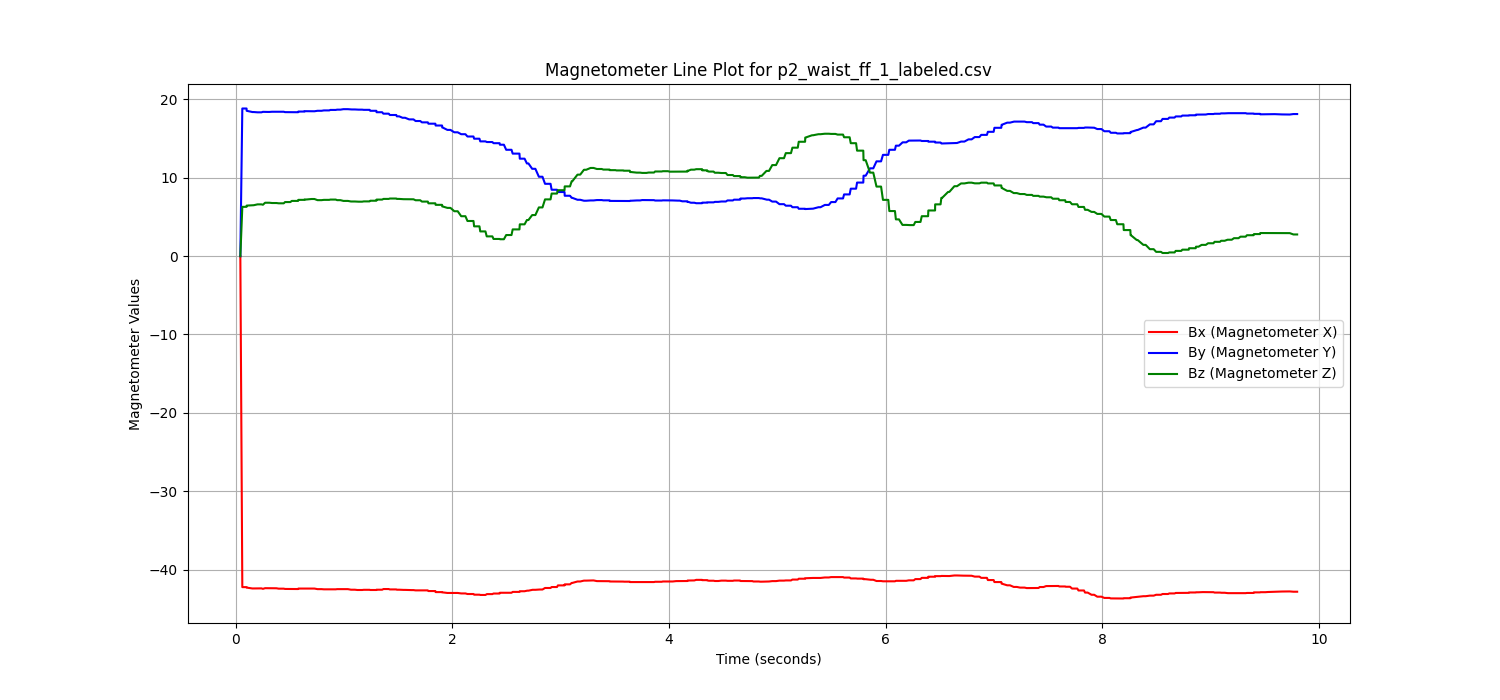 Magnetometer Line Plot for p2_waist_ff_1_labeled.csv
20
10
0
−10
−20
−30
−40
Magnetometer Values
Bx (Magnetometer X)
By (Magnetometer Y)
Bz (Magnetometer Z)
0 2 4 6 8 10
Time (seconds)